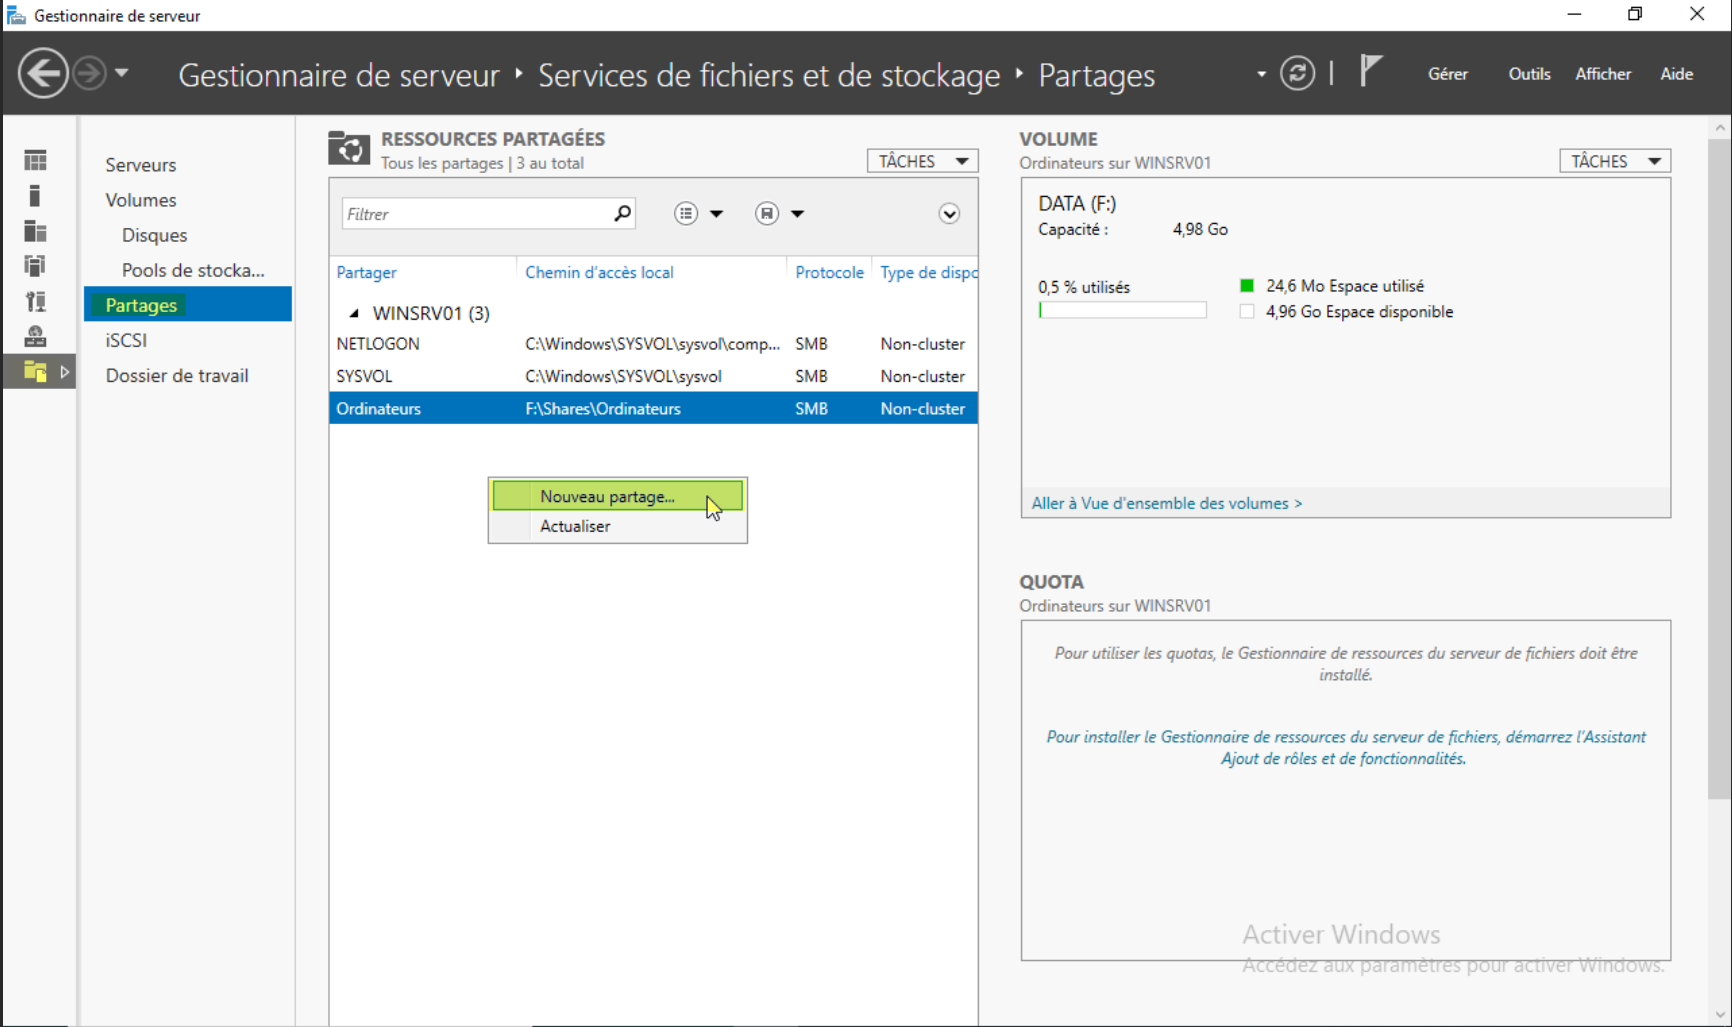 Gestionnaire de serveur
Gestionnaire de serveur ‣ Services de fichiers et de stockage ‣ Partages
Gérer Outils Afficher Aide
Serveurs
Volumes
Disques
Pools de stocka...
Partages
iSCSI
Dossier de travail
RESSOURCES PARTAGÉES
Tous les partages | 3 au total
TÂCHES
Filtrer
Partager Chemin d'accès local Protocole Type de dispo
WINSRV01 (3)
NETLOGON C:\Windows\SYSVOL\sysvol\comp... SMB Non-cluster
SYSVOL C:\Windows\SYSVOL\sysvol SMB Non-cluster
Ordinateurs F:\Shares\Ordinateurs SMB Non-cluster
Nouveau partage...
Actualiser
VOLUME
Ordinateurs sur WINSRV01
TÂCHES
DATA (F:)
Capacité : 4,98 Go
0,5 % utilisés
24,6 Mo Espace utilisé
4,96 Go Espace disponible
Aller à Vue d'ensemble des volumes >
QUOTA
Ordinateurs sur WINSRV01
Pour utiliser les quotas, le Gestionnaire de ressources du serveur de fichiers doit être
installé.
Pour installer le Gestionnaire de ressources du serveur de fichiers, démarrez l'Assistant
Ajout de rôles et de fonctionnalités.
Activer Windows
Accédez aux paramètres pour activer Windows.